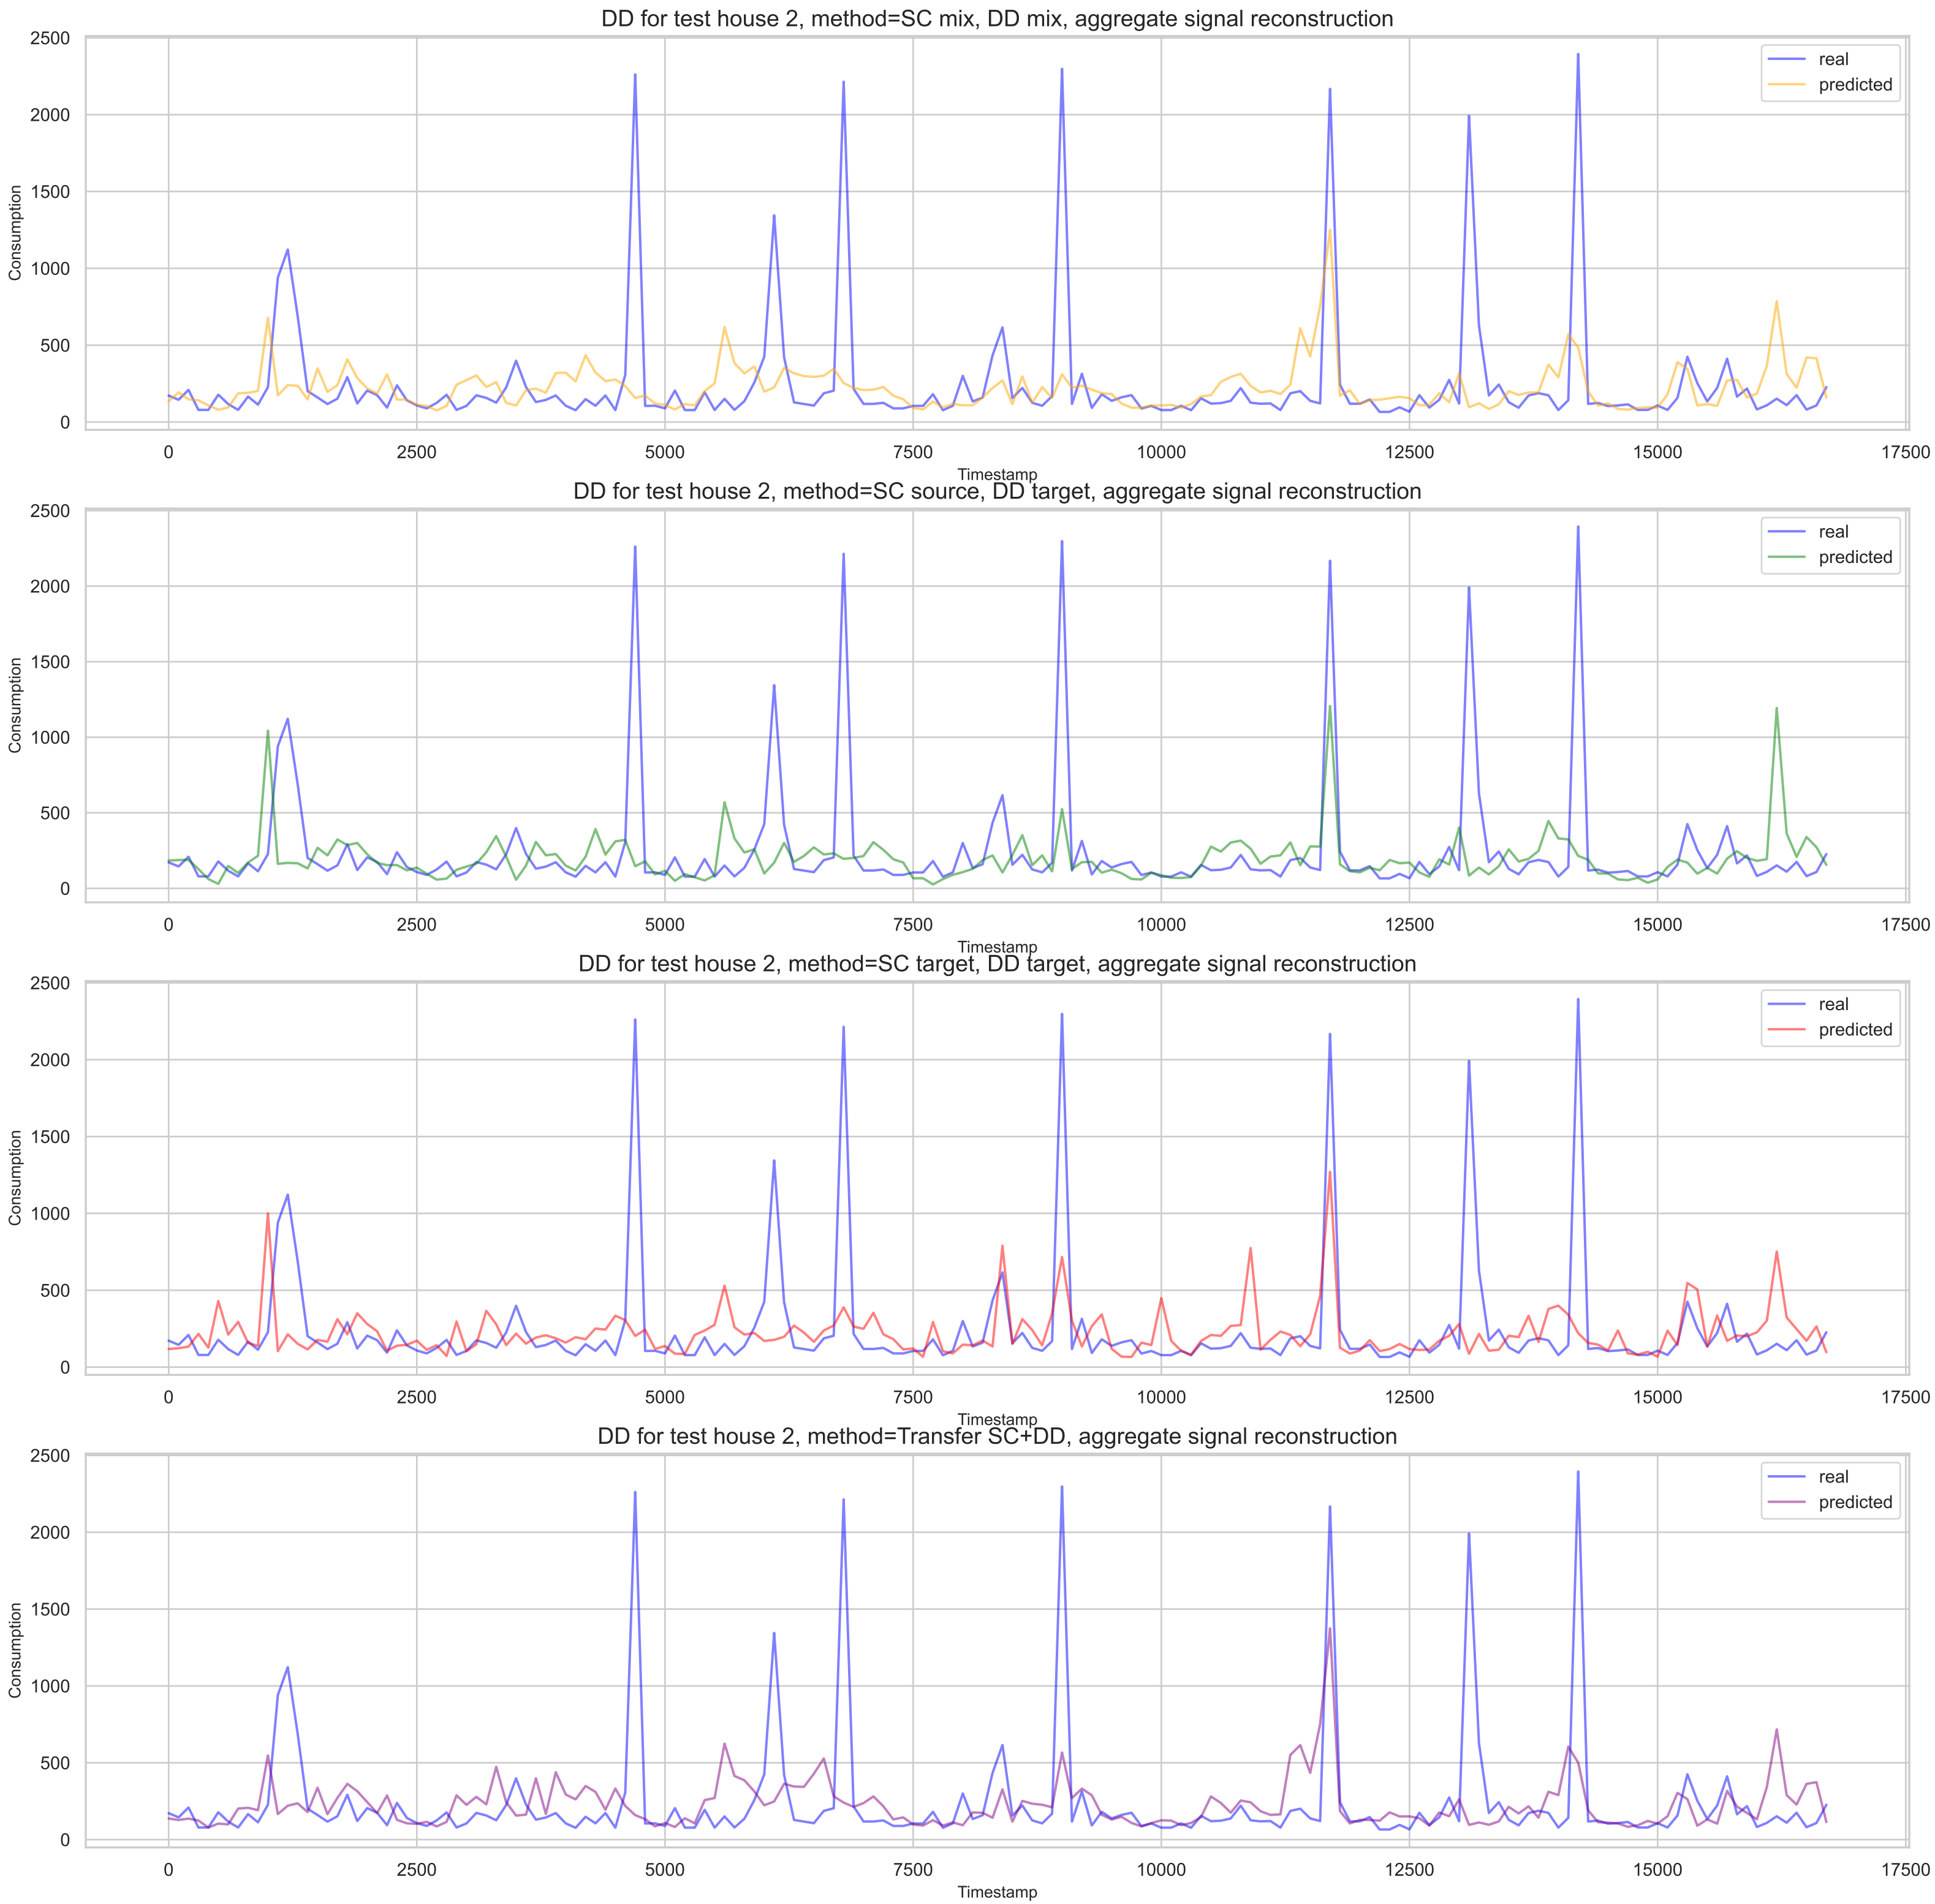 DD for test house 2, method=SC mix, DD mix, aggregate signal reconstruction
2500
2000
1500
1000
500
0
Consumption
real
predicted
0 2500 5000 7500 10000 12500 15000 17500
Timestamp
DD for test house 2, method=SC source, DD target, aggregate signal reconstruction
2500
2000
1500
1000
500
0
Consumption
real
predicted
0 2500 5000 7500 10000 12500 15000 17500
Timestamp
DD for test house 2, method=SC target, DD target, aggregate signal reconstruction
2500
2000
1500
1000
500
0
Consumption
real
predicted
0 2500 5000 7500 10000 12500 15000 17500
Timestamp
DD for test house 2, method=Transfer SC+DD, aggregate signal reconstruction
2500
2000
1500
1000
500
0
Consumption
real
predicted
0 2500 5000 7500 10000 12500 15000 17500
Timestamp